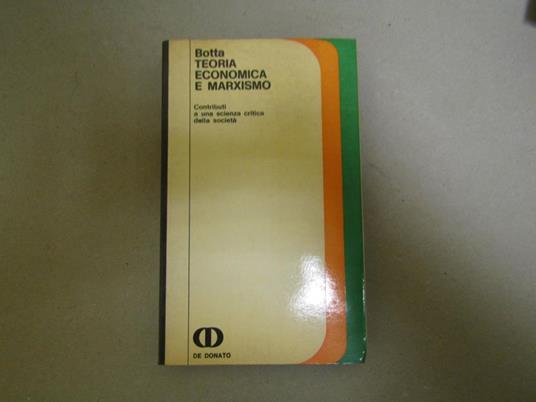 Botta
TEORIA
ECONOMICA
E MARXISMO
Contributi
a una scienza critica
della società
DE DONATO